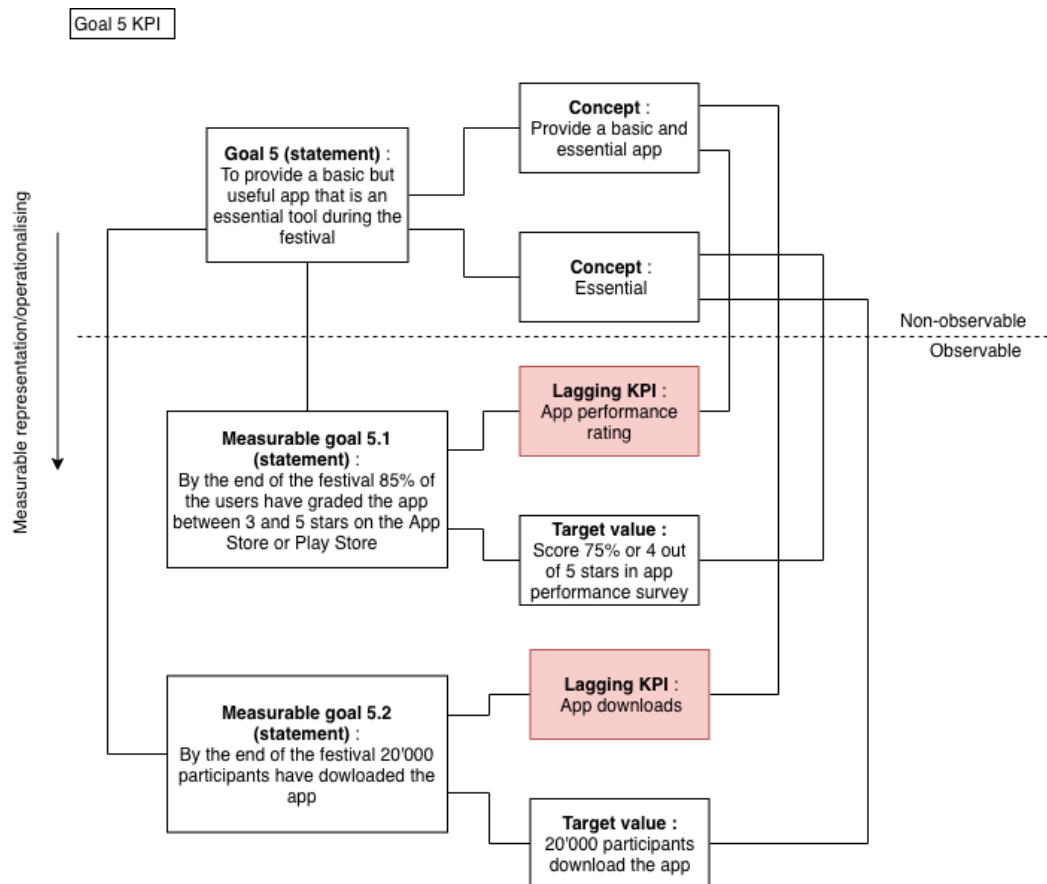 Goal 5 KPI
Concept :
Provide a basic and
essential app
Goal 5 (statement) :
To provide a basic but
useful app that is an
essential tool during the
festival
Concept :
Essential
Measurable representation/operationalising
Non-observable
Observable
Lagging KPI :
App performance
rating
Measurable goal 5.1
(statement) :
By the end of the festival 85% of
the users have graded the app
between 3 and 5 stars on the App
Store or Play Store
Target value :
Score 75% or 4 out
of 5 stars in app
performance survey
Lagging KPI :
App downloads
Measurable goal 5.2
(statement) :
By the end of the festival 20'000
participants have dowloaded the
app
Target value :
20'000 participants
download the app